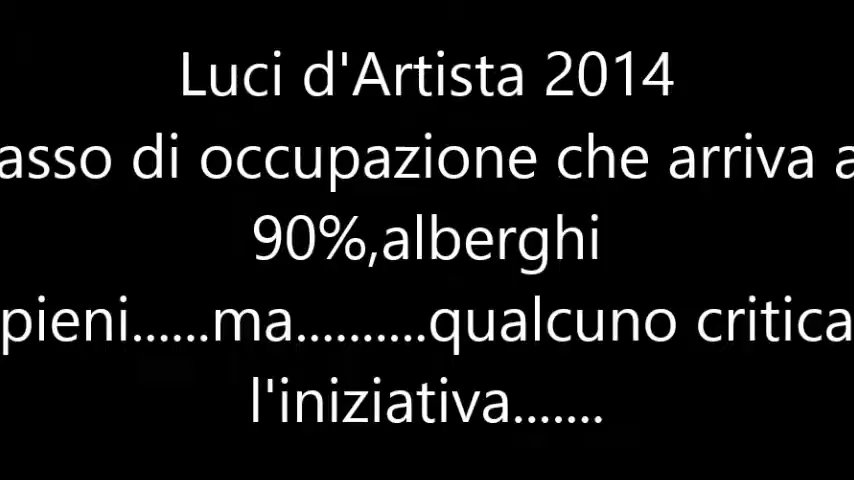 Luci d'Artista 2014
asso di occupazione che arriva a
90%,alberghi
pieni......ma..........qualcuno critica
l'iniziativa.......